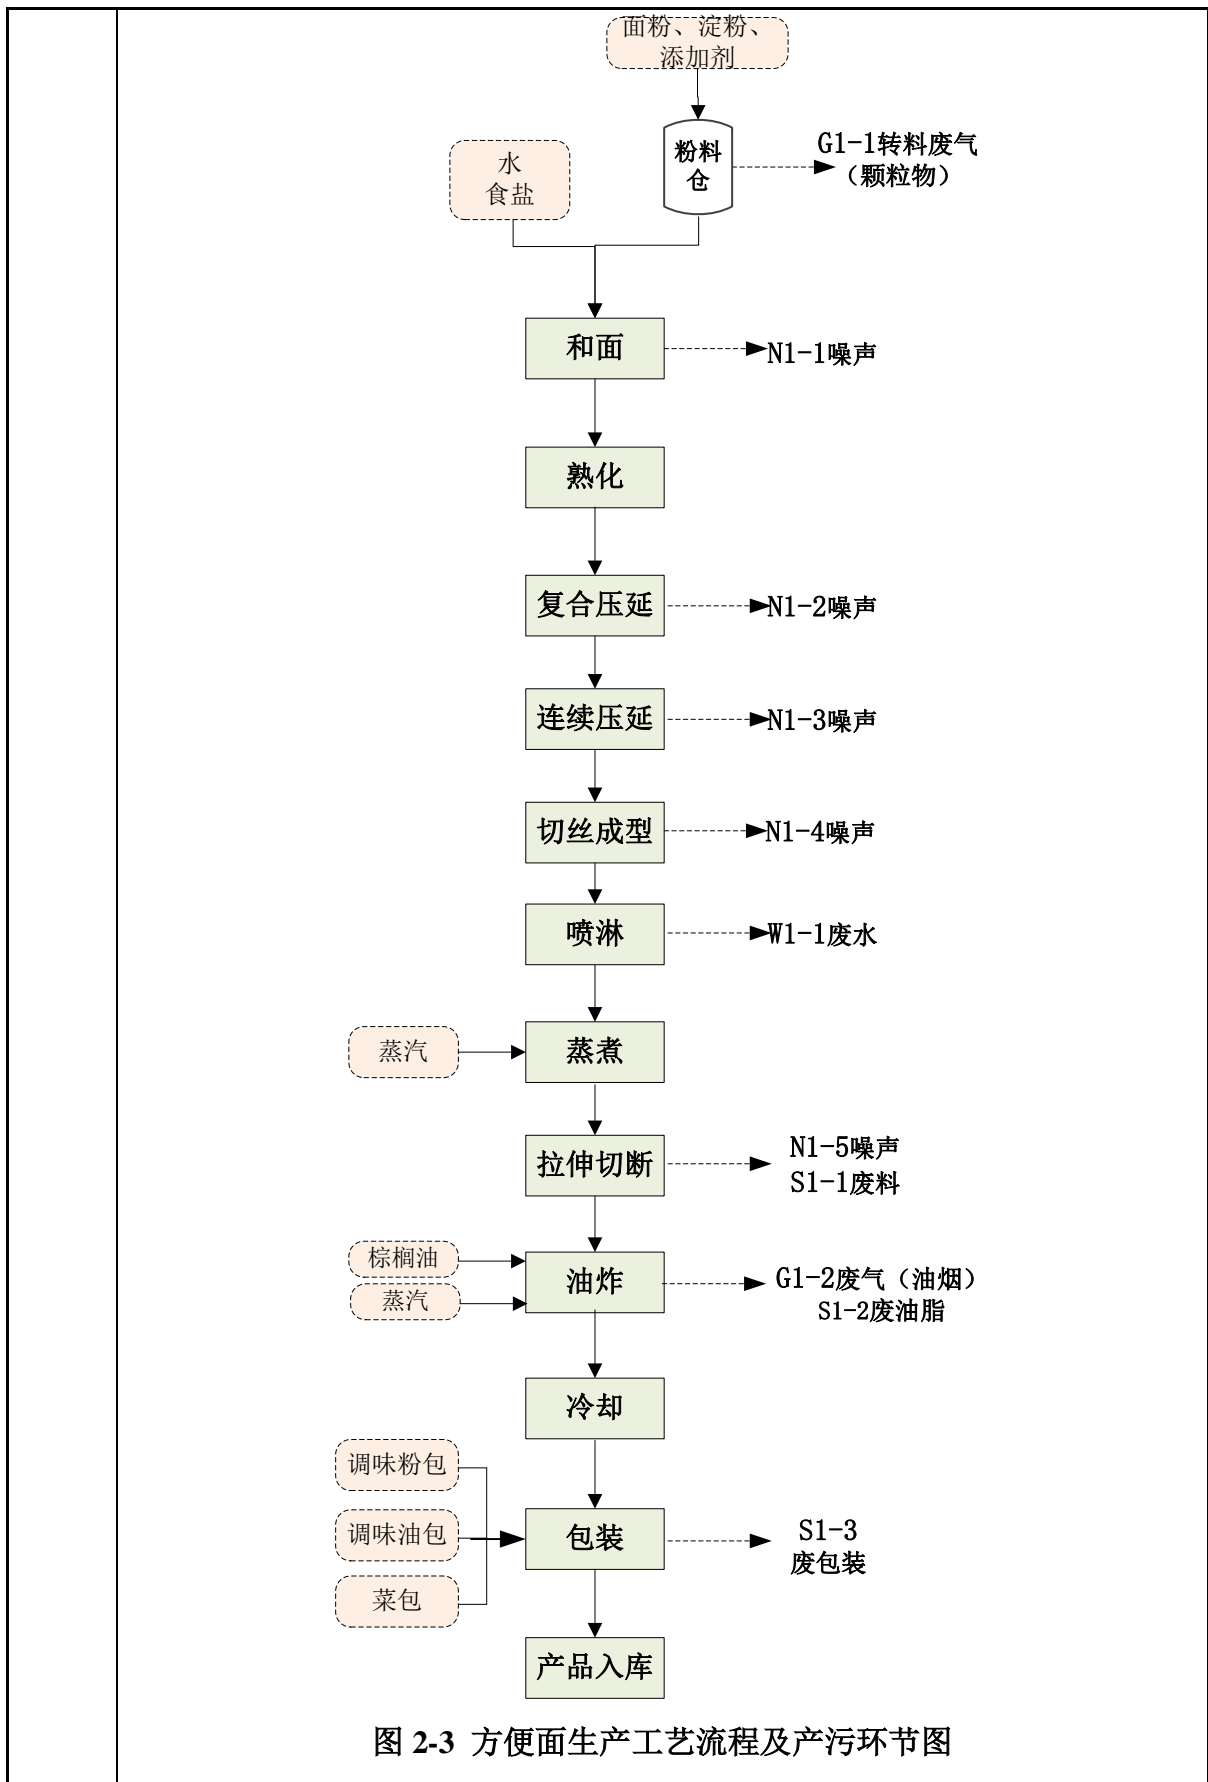 面粉、淀粉、
添加剂
粉料
仓
G1-1转料废气
（颗粒物）
水
食盐
和面
N1-1噪声
熟化
复合压延
N1-2噪声
连续压延
N1-3噪声
切丝成型
N1-4噪声
喷淋
W1-1废水
蒸汽
蒸煮
拉伸切断
N1-5噪声
S1-1废料
棕榈油
蒸汽
油炸
G1-2废气（油烟）
S1-2废油脂
冷却
调味粉包
调味油包
菜包
包装
S1-3
废包装
产品入库
图 2-3 方便面生产工艺流程及产污环节图